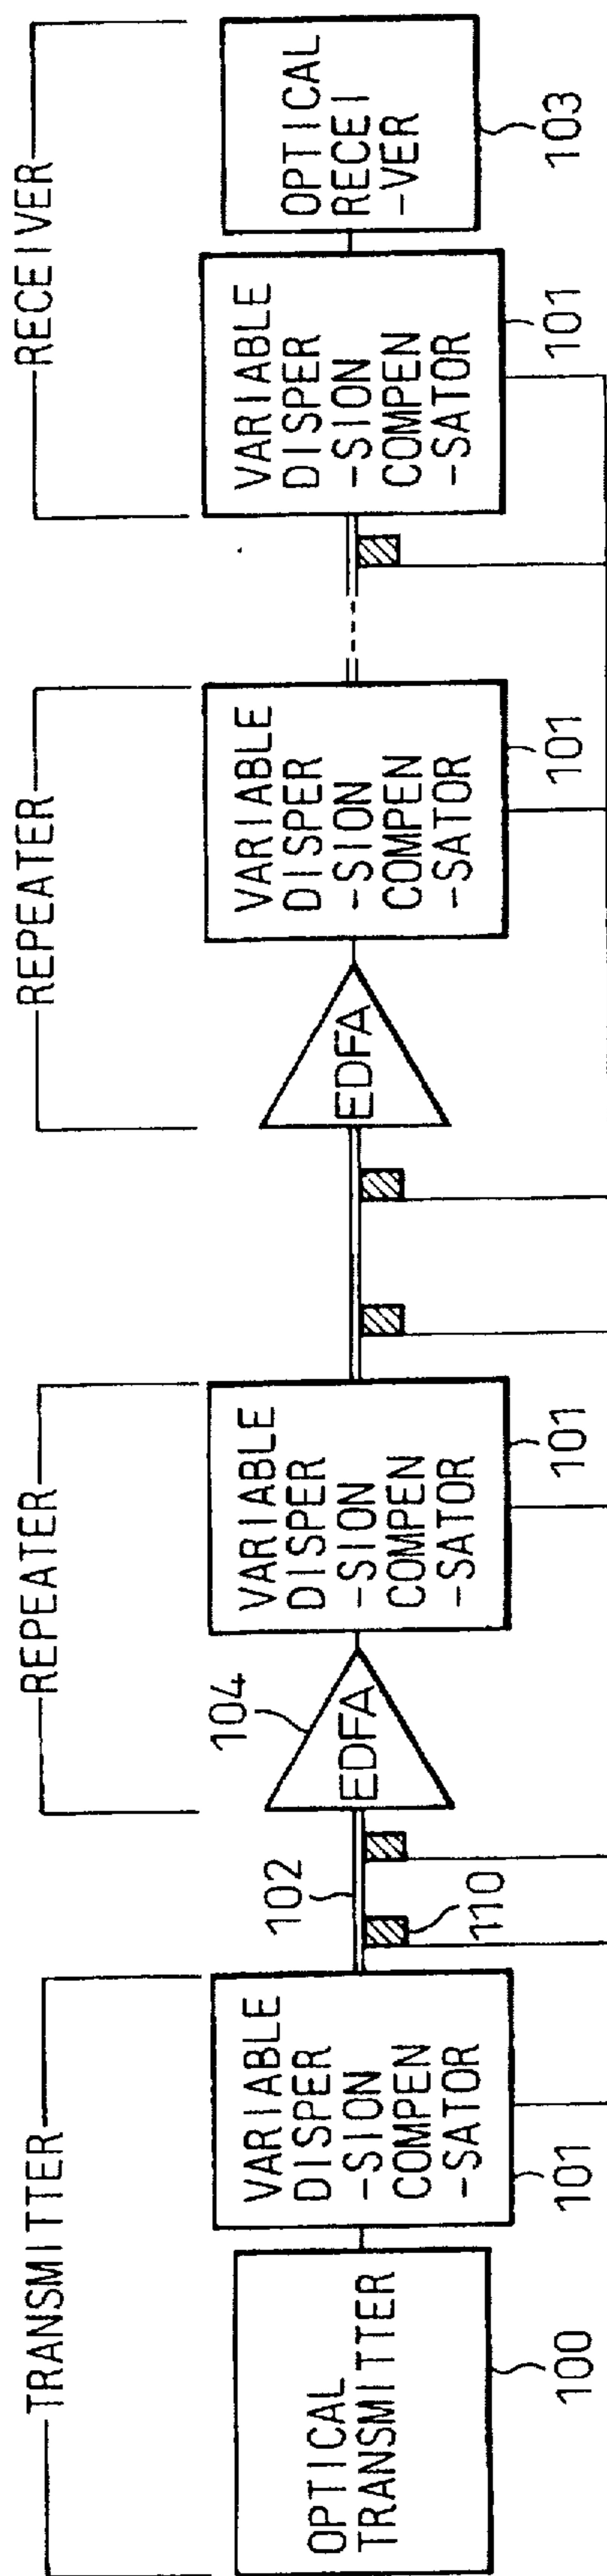 TRANSMITTER
OPTICAL
TRANSMITTER
100
VARIABLE
DISPER
-SION
COMPEN
-SATOR
101
102
110
REPEATER
104
EDFA
VARIABLE
DISPER
-SION
COMPEN
-SATOR
101
REPEATER
EDFA
VARIABLE
DISPER
-SION
COMPEN
-SATOR
101
RECEIVER
VARIABLE
DISPER
-SION
COMPEN
-SATOR
101
OPTICAL
RECEI
-VER
103